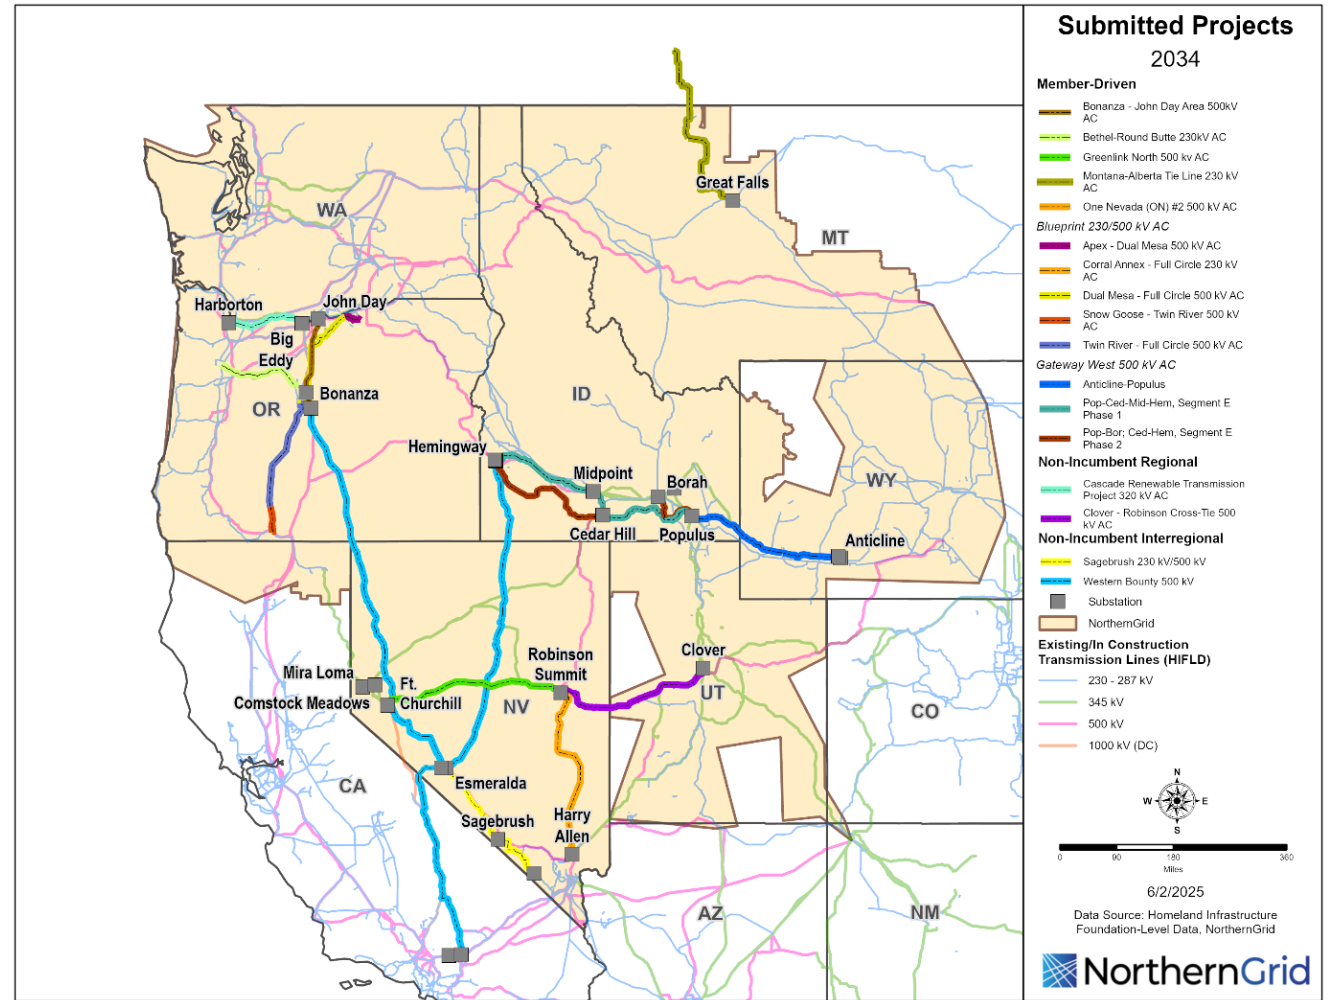 Submitted Projects
2034
Member-Driven
Bonanza - John Day Area 500kV
AC
Bethel-Round Butte 230kV AC
Greenlink North 500 kv AC
Montana-Alberta Tie Line 230 kV
AC
One Nevada (ON) #2 500 kV AC
Blueprint 230/500 kV AC
Apex - Dual Mesa 500 kV AC
Corral Annex - Full Circle 230 kV
AC
Dual Mesa - Full Circle 500 kV AC
Snow Goose - Twin River 500 kV
AC
Twin River - Full Circle 500 kV AC
Gateway West 500 kV AC
Anticline-Populus
Pop-Ced-Mid-Hem, Segment E
Phase 1
Pop-Bor; Ced-Hem, Segment E
Phase 2
Non-Incumbent Regional
Cascade Renewable Transmission
Project 320 kV AC
Clover - Robinson Cross-Tie 500
kV AC
Non-Incumbent Interregional
Sagebrush 230 kV/500 kV
Western Bounty 500 kV
Substation
NorthernGrid
Existing/In Construction
Transmission Lines (HIFLD)
230 - 287 kV
345 kV
500 kV
1000 kV (DC)
N
W
E
S
0
90
180
360
Miles
6/2/2025
Data Source: Homeland Infrastructure
Foundation-Level Data, NorthernGrid
NorthernGrid
Great Falls
WA
MT
Harborton
John Day
Big
Eddy
Bonanza
OR
ID
Hemingway
Midpoint
Borah
WY
Cedar Hill
Populus
Anticline
Robinson
Summit
Clover
Mira Loma
Ft.
Churchill
Comstock Meadows
NV
UT
CO
CA
Esmeralda
Sagebrush
Harry
Allen
AZ
NM